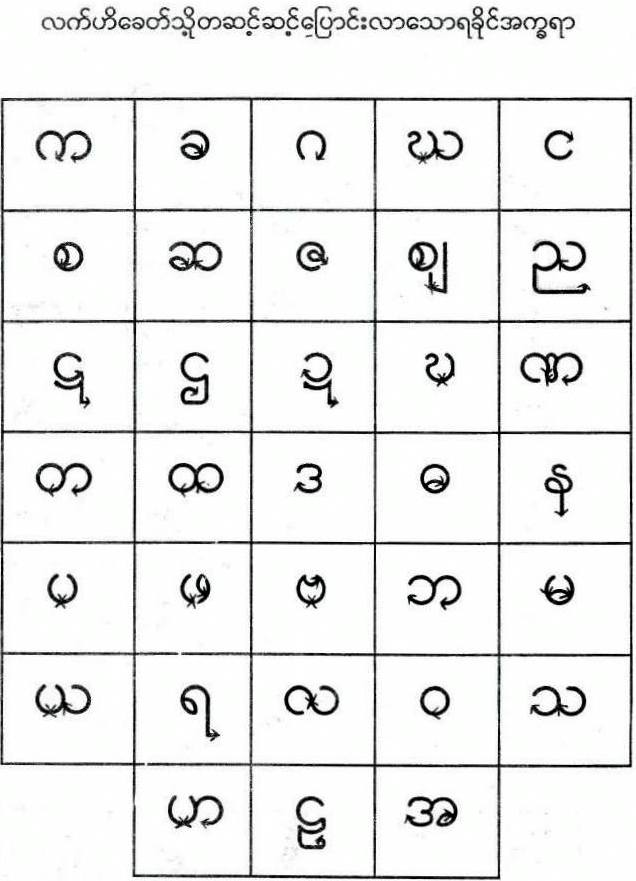 လက်ဟိခေတ်သို့တဆင့်ဆင့်ပြောင်းလာသောရခိုင်အက္ခရာ
က ခ ဂ ဃ င
စ ဆ ဇ ဈ ည
ဋ ဌ ဍ ဎ ဏ
တ ထ ဒ ဓ န
ပ ဖ ဗ ဘ မ
ယ ရ လ ဝ သ
ဟ ဠ အ